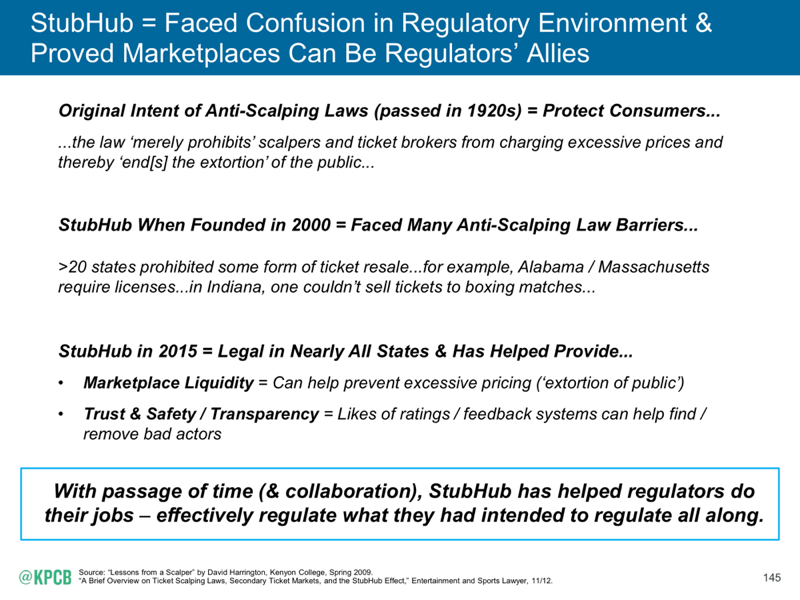 StubHub = Faced Confusion in Regulatory Environment &
Proved Marketplaces Can Be Regulators’ Allies
Original Intent of Anti-Scalping Laws (passed in 1920s) = Protect Consumers...
...the law ‘merely prohibits’ scalpers and ticket brokers from charging excessive prices and
thereby ‘end[s] the extortion’ of the public...
StubHub When Founded in 2000 = Faced Many Anti-Scalping Law Barriers...
>20 states prohibited some form of ticket resale...for example, Alabama / Massachusetts
require licenses...in Indiana, one couldn’t sell tickets to boxing matches...
StubHub in 2015 = Legal in Nearly All States & Has Helped Provide...
• Marketplace Liquidity = Can help prevent excessive pricing (‘extortion of public’)
• Trust & Safety / Transparency = Likes of ratings / feedback systems can help find /
remove bad actors
With passage of time (& collaboration), StubHub has helped regulators do
their jobs – effectively regulate what they had intended to regulate all along.
@KPCB
Source: “Lessons from a Scalper” by David Harrington, Kenyon College, Spring 2009.
“A Brief Overview on Ticket Scalping Laws, Secondary Ticket Markets, and the StubHub Effect,” Entertainment and Sports Lawyer, 11/12.
145